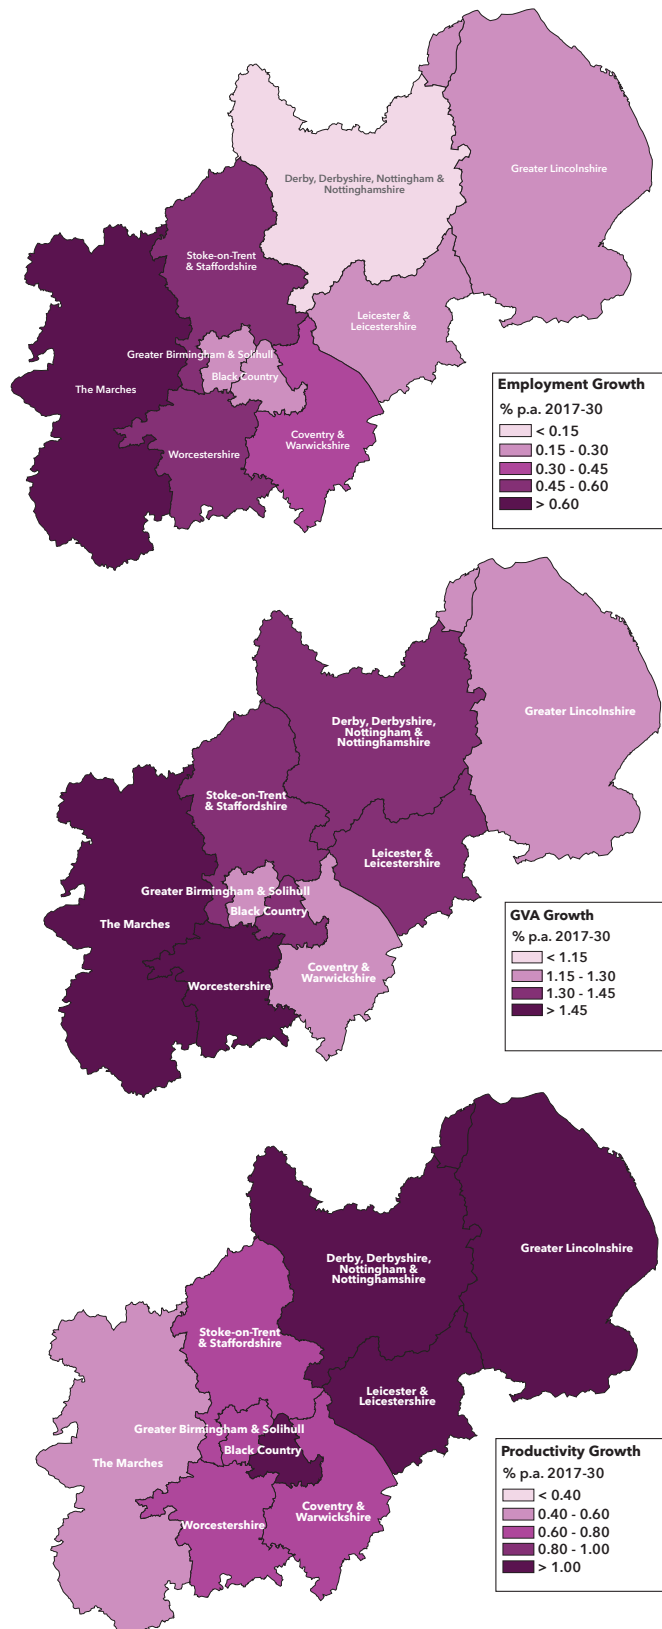 Derby, Derbyshire, Nottingham &
Nottinghamshire
Greater Lincolnshire
Stoke-on-Trent
& Staffordshire
Leicester &
Leicestershire
Greater Birmingham & Solihull
Black Country
The Marches
Coventry &
Warwickshire
Worcestershire
Employment Growth
% p.a. 2017-30
< 0.15
0.15 - 0.30
0.30 - 0.45
0.45 - 0.60
> 0.60
Derby, Derbyshire,
Nottingham &
Nottinghamshire
Greater Lincolnshire
Stoke-on-Trent
& Staffordshire
Leicester &
Leicestershire
Greater Birmingham & Solihull
Black Country
The Marches
Coventry &
Warwickshire
Worcestershire
GVA Growth
% p.a. 2017-30
< 1.15
1.15 - 1.30
1.30 - 1.45
> 1.45
Derby, Derbyshire,
Nottingham &
Nottinghamshire
Greater Lincolnshire
Stoke-on-Trent
& Staffordshire
Leicester &
Leicestershire
Greater Birmingham & Solihull
Black Country
The Marches
Coventry &
Warwickshire
Worcestershire
Productivity Growth
% p.a. 2017-30
< 0.40
0.40 - 0.60
0.60 - 0.80
0.80 - 1.00
> 1.00